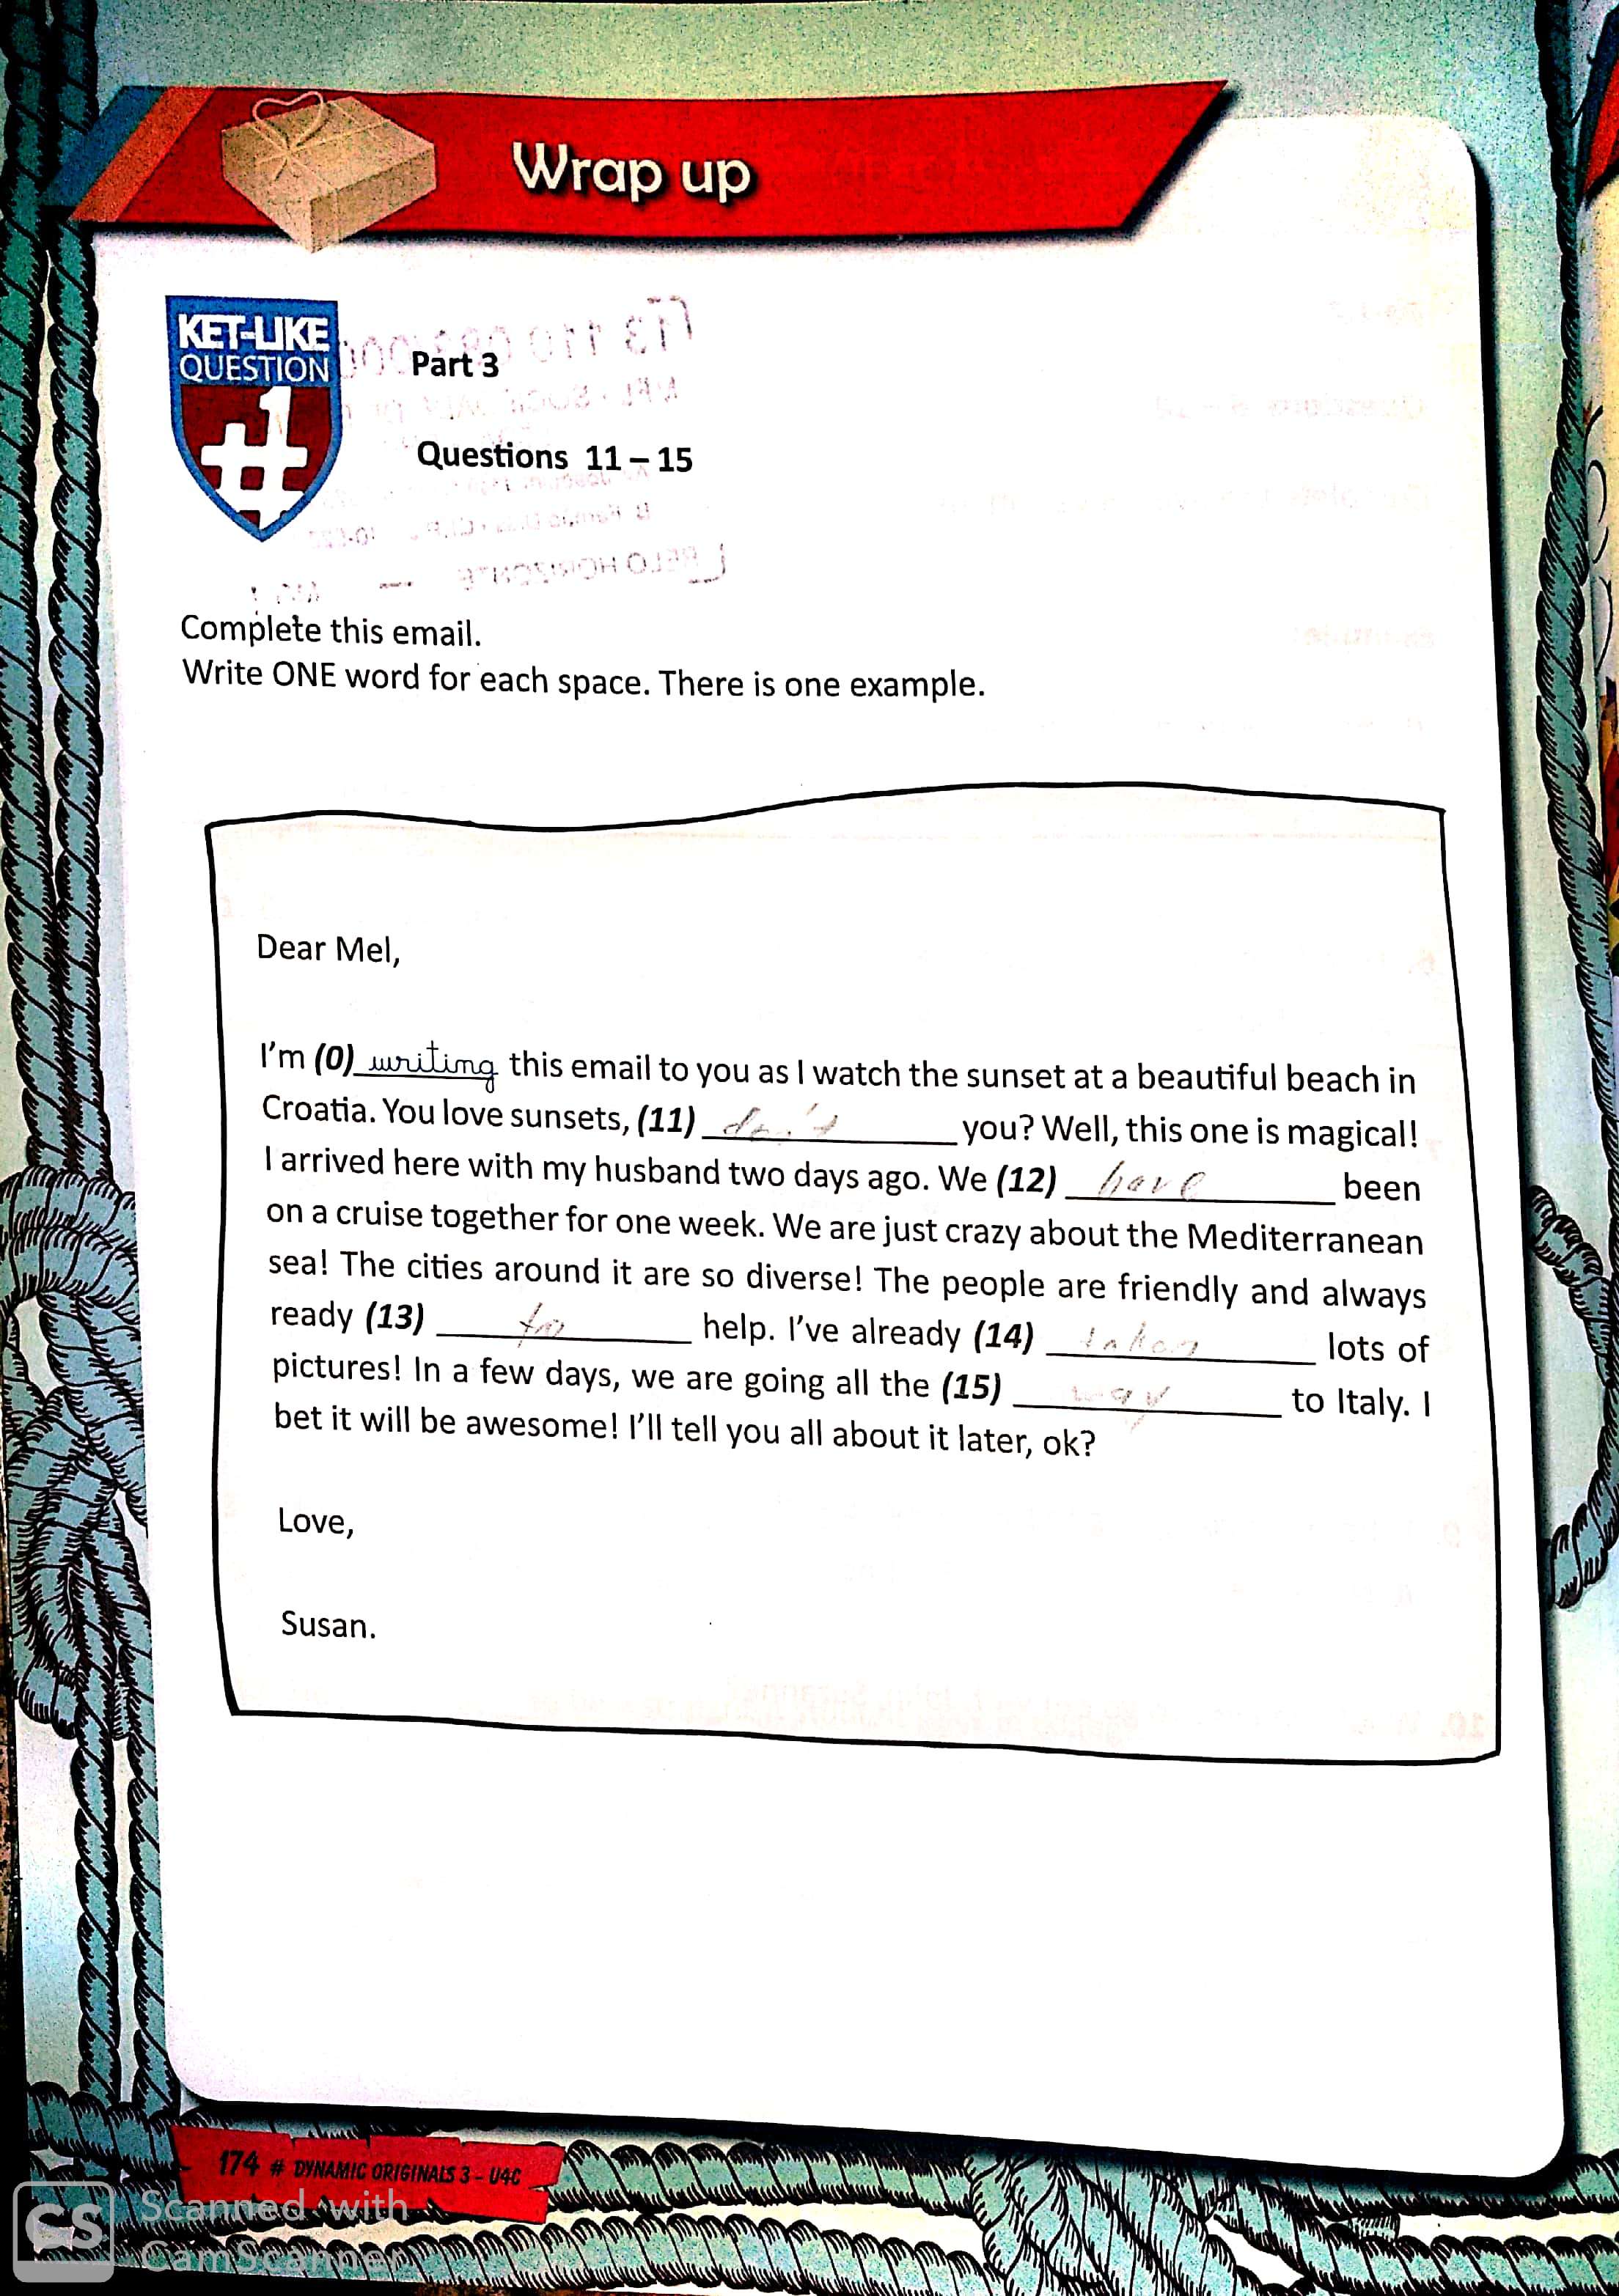 Wrap up
KET-LIKE
QUESTION
#1
Part 3
Questions 11 – 15
BELO HORIZONTE
Complete this email.
Write ONE word for each space. There is one example.
Dear Mel,
I'm (0) writing this email to you as I watch the sunset at a beautiful beach in
Croatia. You love sunsets, (11) don't you? Well, this one is magical!
I arrived here with my husband two days ago. We (12) have been
on a cruise together for one week. We are just crazy about the Mediterranean
sea! The cities around it are so diverse! The people are friendly and always
ready (13) to help. I've already (14) taken lots of
pictures! In a few days, we are going all the (15) way to Italy. I
bet it will be awesome! I'll tell you all about it later, ok?
Love,
Susan.
174 # DYNAMIC ORIGINALS 3 – U4C
CS Scanned with
CamScanner